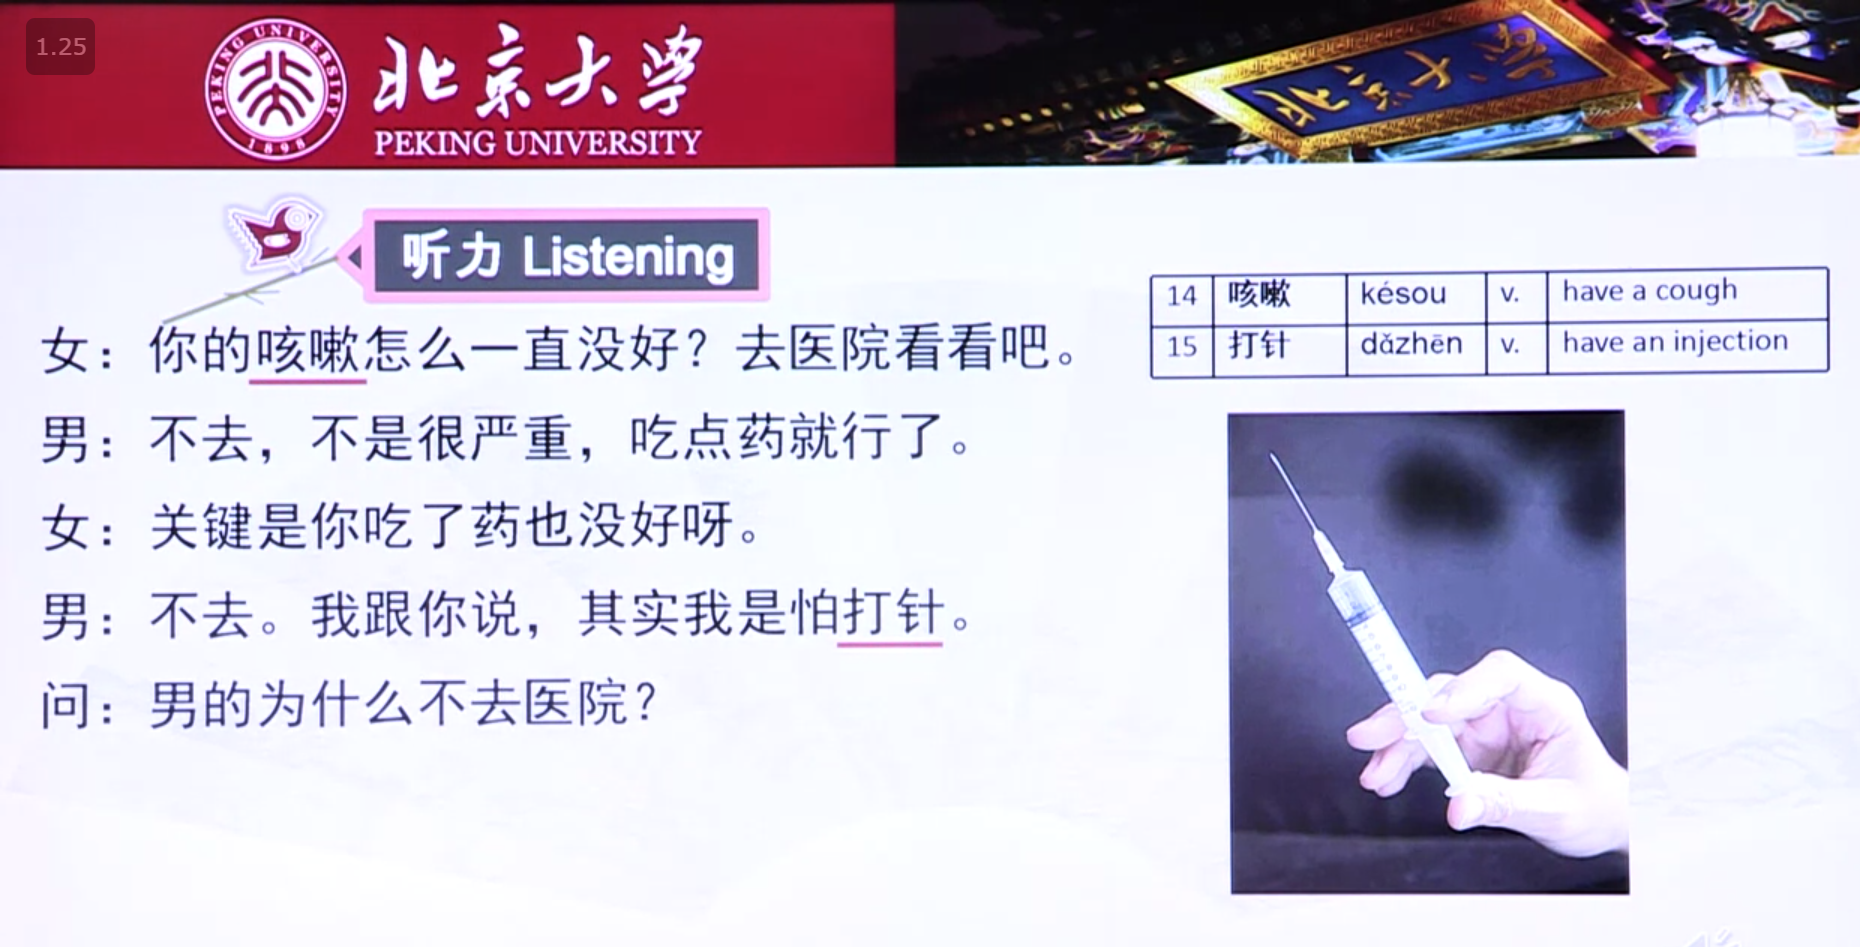 1.25
PEKING UNIVERSITY
1898
北京大学
PEKING UNIVERSITY
北京大学
听力 Listening
女：你的咳嗽怎么一直没好？去医院看看吧。
男：不去，不是很严重，吃点药就行了。
女：关键是你吃了药也没好呀。
男：不去。我跟你说，其实我是怕打针。
问：男的为什么不去医院？
14 咳嗽 késou v. have a cough
15 打针 dǎzhēn v. have an injection